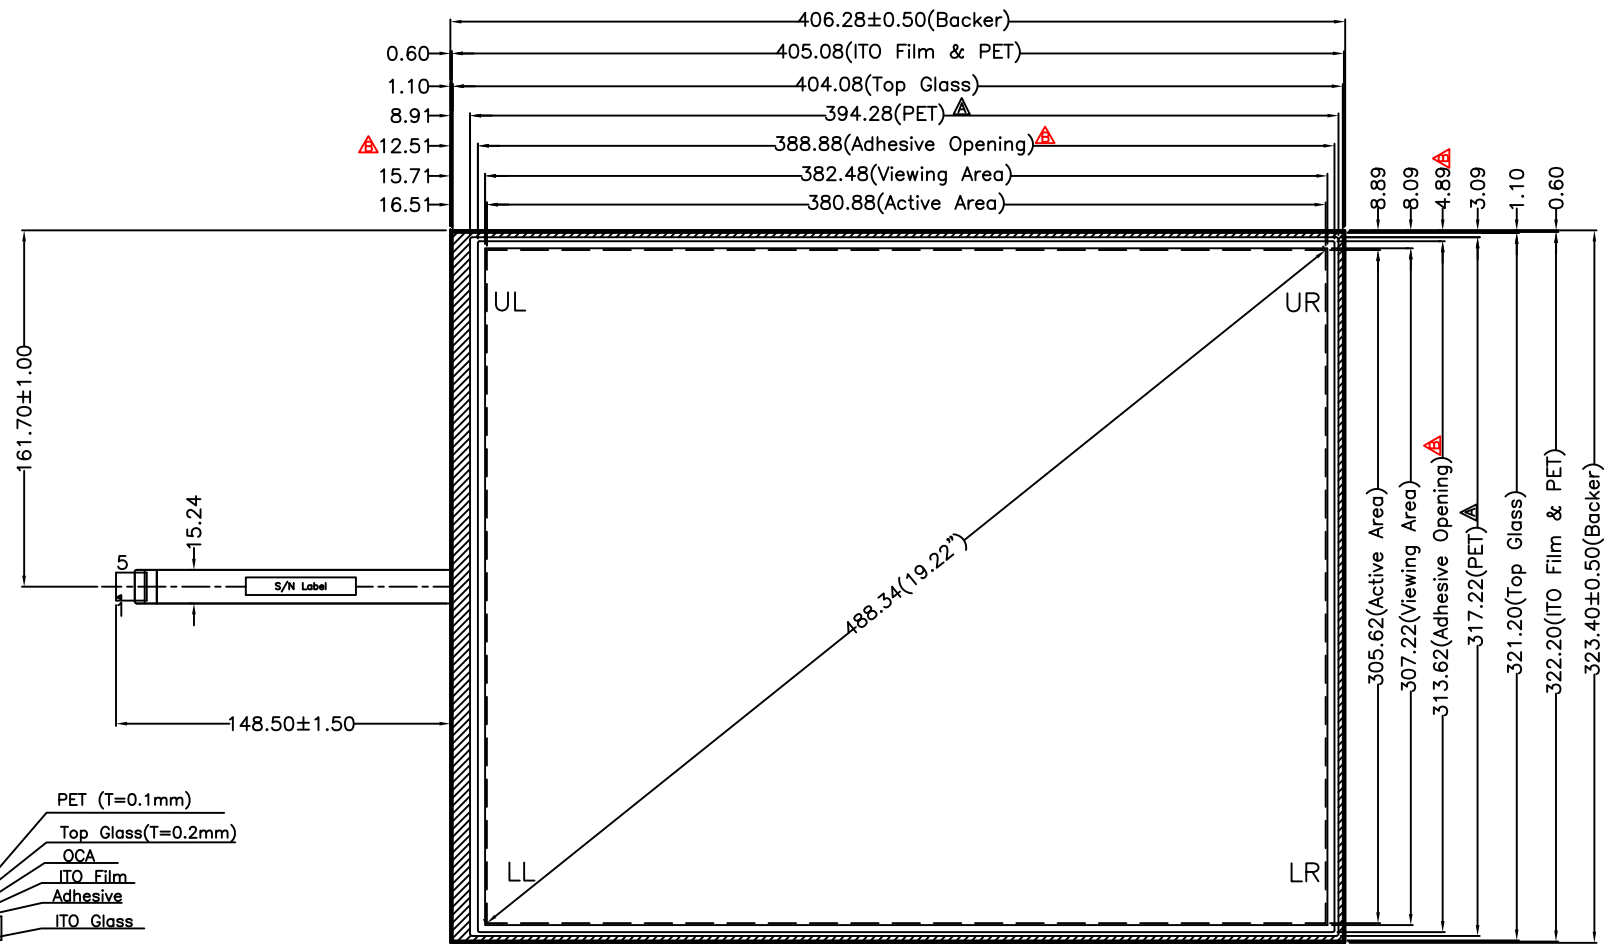 406.28±0.50(Backer)
0.60 405.08(ITO Film & PET)
1.10 404.08(Top Glass)
8.91 394.28(PET) A
B 12.51 388.88(Adhesive Opening) B
15.71 382.48(Viewing Area)
16.51 380.88(Active Area)
8.89
8.09
4.89 B
3.09
1.10
0.60
UL
UR
161.70±1.00
15.24
5
1
S/N Label
148.50±1.50
488.34(19.22")
LL
LR
305.62(Active Area)
307.22(Viewing Area)
313.62(Adhesive Opening) B
317.22(PET) A
321.20(Top Glass)
322.20(ITO Film & PET)
323.40±0.50(Backer)
PET (T=0.1mm)
Top Glass(T=0.2mm)
OCA
ITO Film
Adhesive
ITO Glass